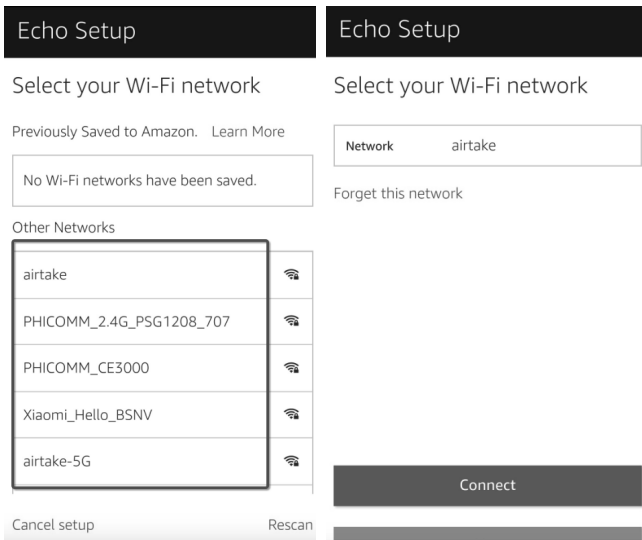 Echo Setup
Select your Wi-Fi network
Previously Saved to Amazon. Learn More
No Wi-Fi networks have been saved.
Other Networks
airtake
PHICOMM_2.4G_PSG1208_707
PHICOMM_CE3000
Xiaomi_Hello_BSNV
airtake-5G
Cancel setup Rescan
Echo Setup
Select your Wi-Fi network
Network airtake
Forget this network
Connect